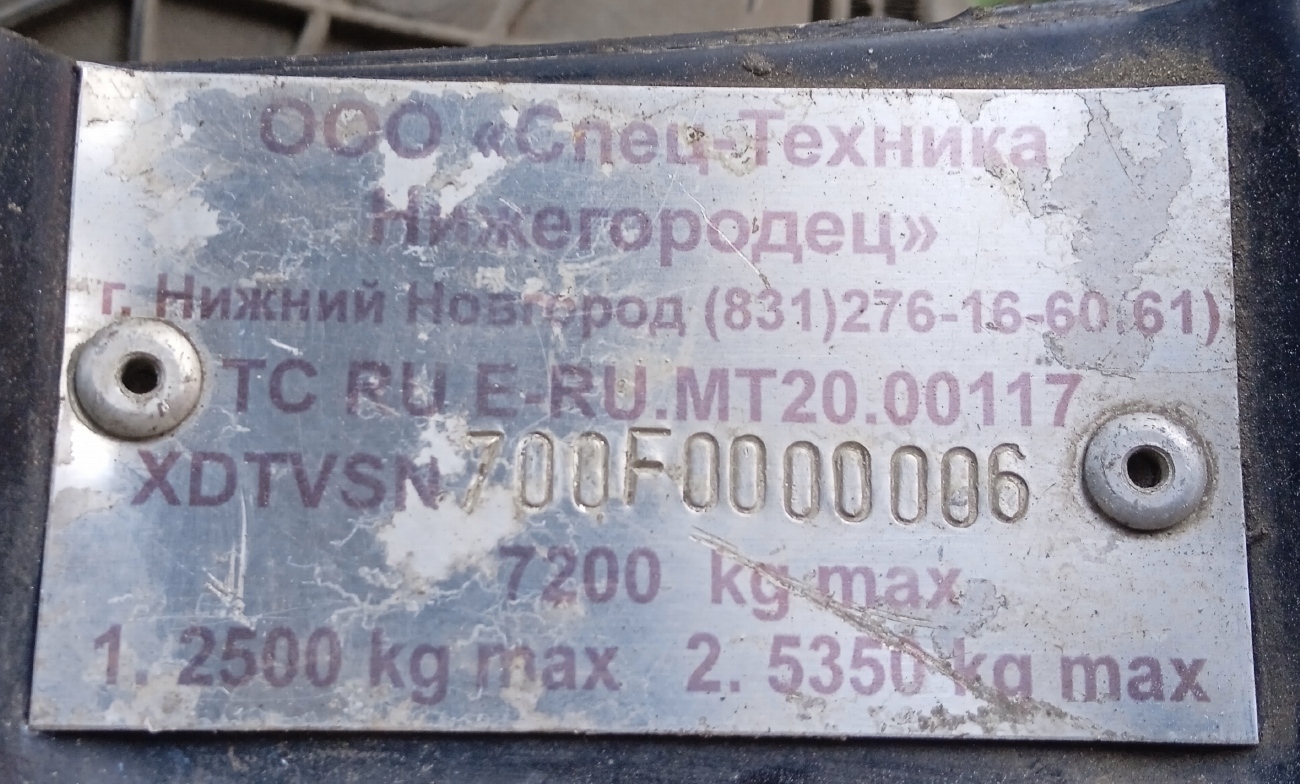 ООО «Спец-Техника
Нижегородец»
г. Нижний Новгород (831)276-16-60,61)
ТС RU E-RU.MT20.00117
XDTVSN700F0000006
7200 kg max
1. 2500 kg max 2. 5350 kg max